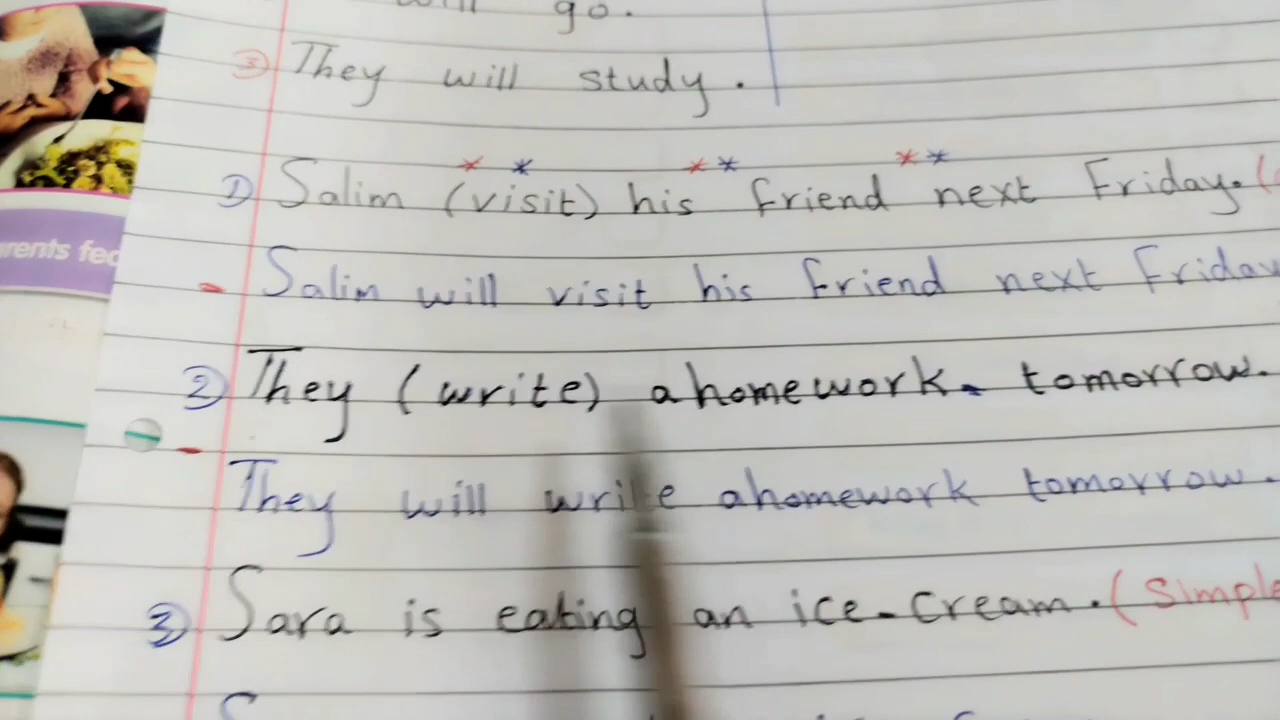 will go.
③ They will study.
① Salim (visit) his friend next Friday. (
- Salim will visit his friend next Friday
② They (write) a homework. tomorrow.
- They will write a homework tomorrow.
③ Sara is eating an ice-cream. (Simple
rents fed